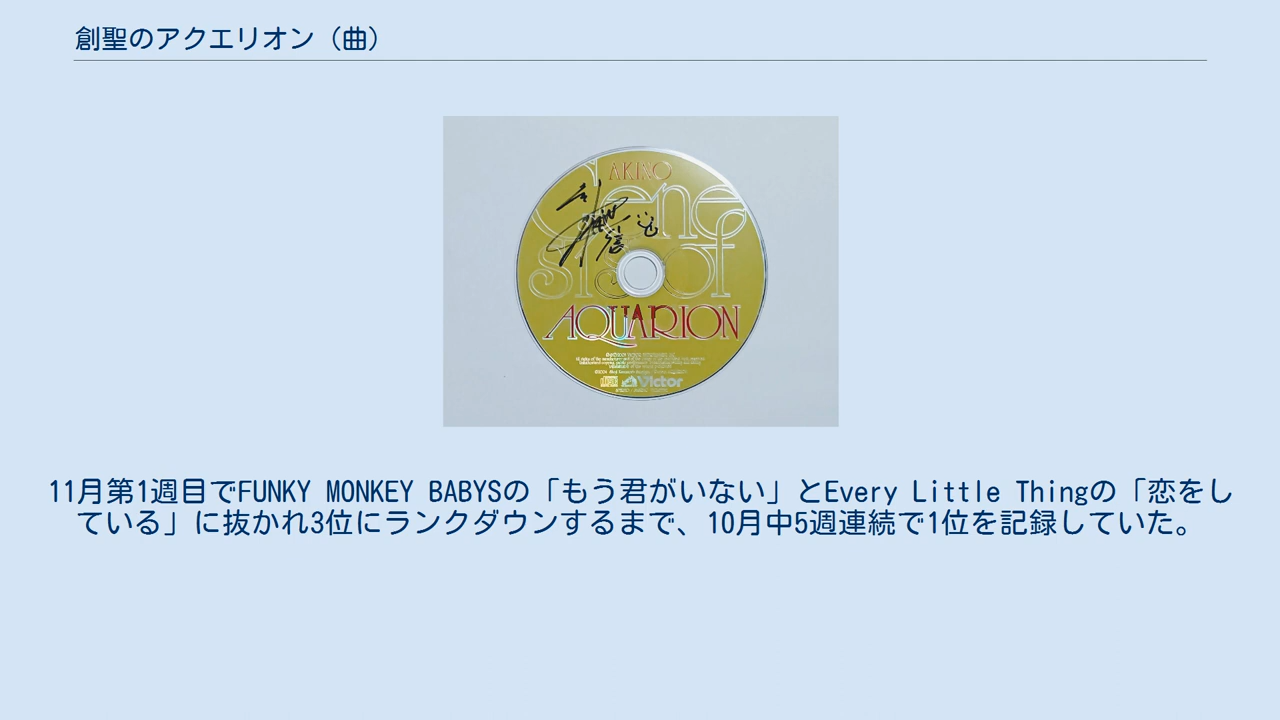 創聖のアクエリオン（曲）
AKINO
Gene
sis of
AQUARION
Victor
11月第1週目でFUNKY MONKEY BABYSの「もう君がいない」とEvery Little Thingの「恋をし
ている」に抜かれ3位にランクダウンするまで、10月中5週連続で1位を記録していた。